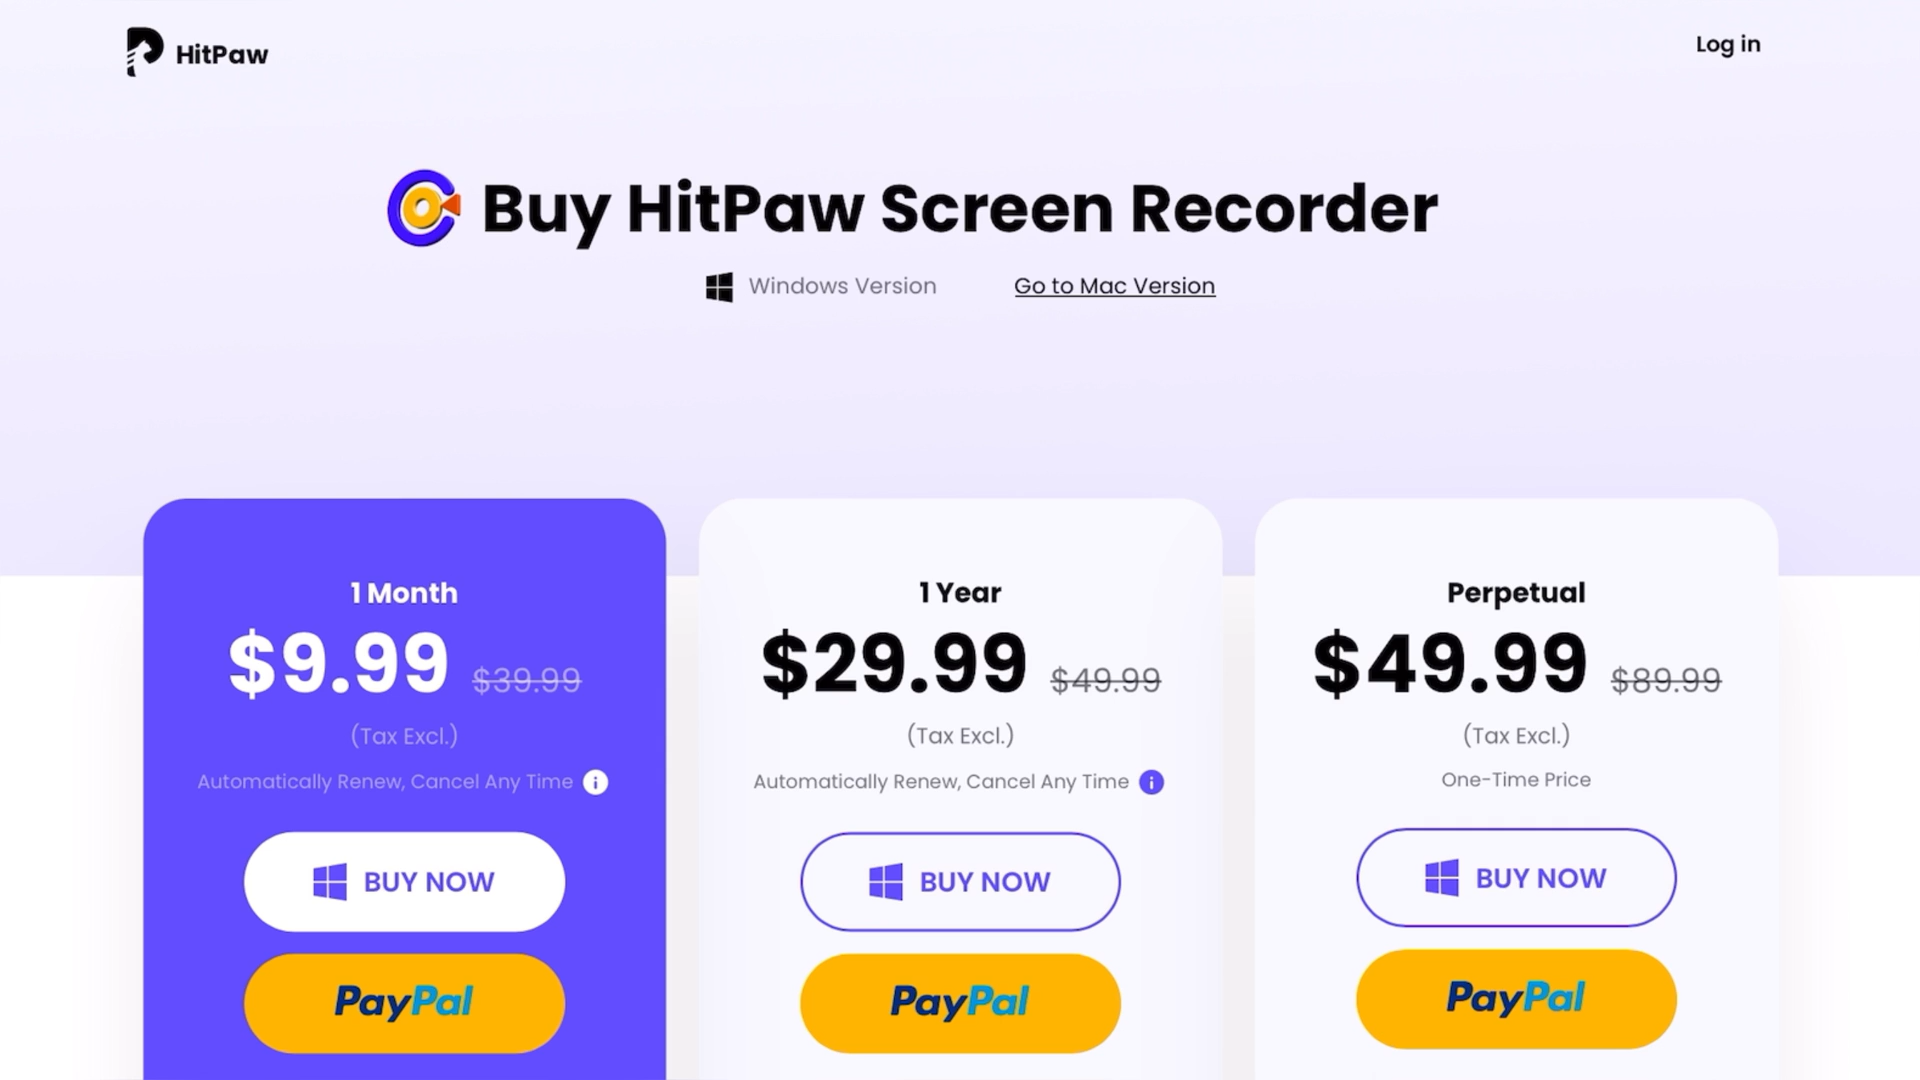 HitPaw
Log in
Buy HitPaw Screen Recorder
Windows Version
Go to Mac Version
1 Month
$9.99 $39.99
(Tax Excl.)
Automatically Renew, Cancel Any Time
BUY NOW
PayPal
1 Year
$29.99 $49.99
(Tax Excl.)
Automatically Renew, Cancel Any Time
BUY NOW
PayPal
Perpetual
$49.99 $89.99
(Tax Excl.)
One-Time Price
BUY NOW
PayPal